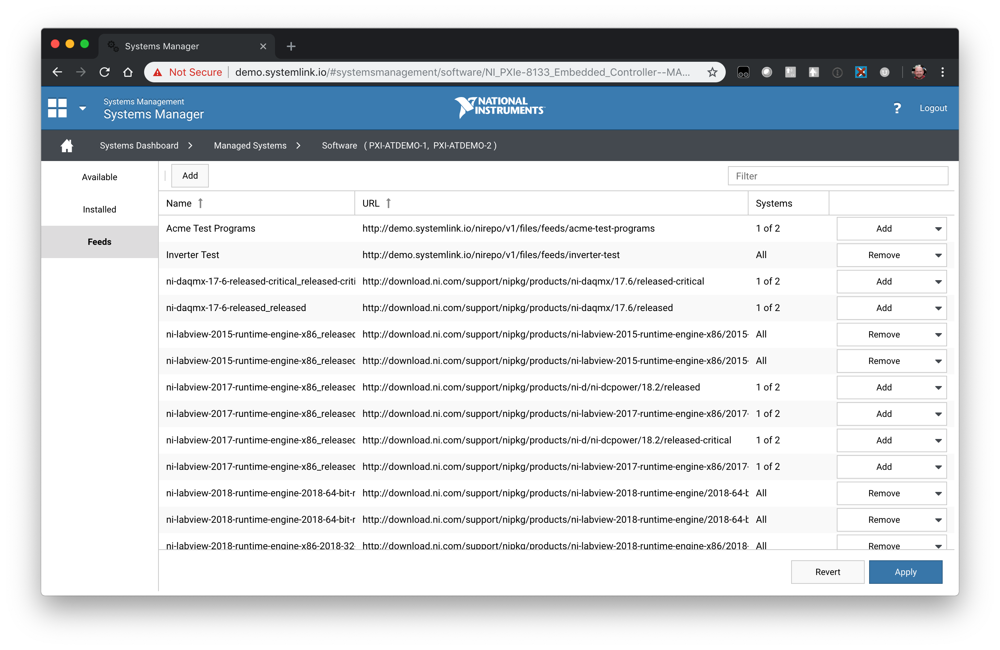 Systems Manager
Not Secure demo.systemlink.io/#systemsmanagement/software/NI_PXIe-8133_Embedded_Controller--MA...
Systems Management
Systems Manager
NATIONAL
INSTRUMENTS
? Logout
Systems Dashboard > Managed Systems > Software ( PXI-ATDEMO-1, PXI-ATDEMO-2 )
Available
Installed
Feeds
Add Filter
Name URL Systems
Acme Test Programs http://demo.systemlink.io/nirepo/v1/files/feeds/acme-test-programs 1 of 2 Add
Inverter Test http://demo.systemlink.io/nirepo/v1/files/feeds/inverter-test All Remove
ni-daqmx-17-6-released-critical_released-criti http://download.ni.com/support/nipkg/products/ni-daqmx/17.6/released-critical 1 of 2 Add
ni-daqmx-17-6-released_released http://download.ni.com/support/nipkg/products/ni-daqmx/17.6/released 1 of 2 Add
ni-labview-2015-runtime-engine-x86_released http://download.ni.com/support/nipkg/products/ni-labview-2015-runtime-engine-x86/2015- All Remove
ni-labview-2015-runtime-engine-x86_released http://download.ni.com/support/nipkg/products/ni-labview-2015-runtime-engine-x86/2015- All Remove
ni-labview-2017-runtime-engine-x86_released http://download.ni.com/support/nipkg/products/ni-d/ni-dcpower/18.2/released 1 of 2 Add
ni-labview-2017-runtime-engine-x86_released http://download.ni.com/support/nipkg/products/ni-labview-2017-runtime-engine-x86/2017- 1 of 2 Add
ni-labview-2017-runtime-engine-x86_released http://download.ni.com/support/nipkg/products/ni-d/ni-dcpower/18.2/released-critical 1 of 2 Add
ni-labview-2017-runtime-engine-x86_released http://download.ni.com/support/nipkg/products/ni-labview-2017-runtime-engine-x86/2017- 1 of 2 Add
ni-labview-2018-runtime-engine-2018-64-bit-r http://download.ni.com/support/nipkg/products/ni-labview-2018-runtime-engine/2018-64-b All Remove
ni-labview-2018-runtime-engine-2018-64-bit-r http://download.ni.com/support/nipkg/products/ni-labview-2018-runtime-engine/2018-64-b All Remove
ni-labview-2018-runtime-engine-x86-2018-32- http://download.ni.com/support/nipkg/products/ni-labview-2018-runtime-engine-x86/2018- All Remove
Revert Apply